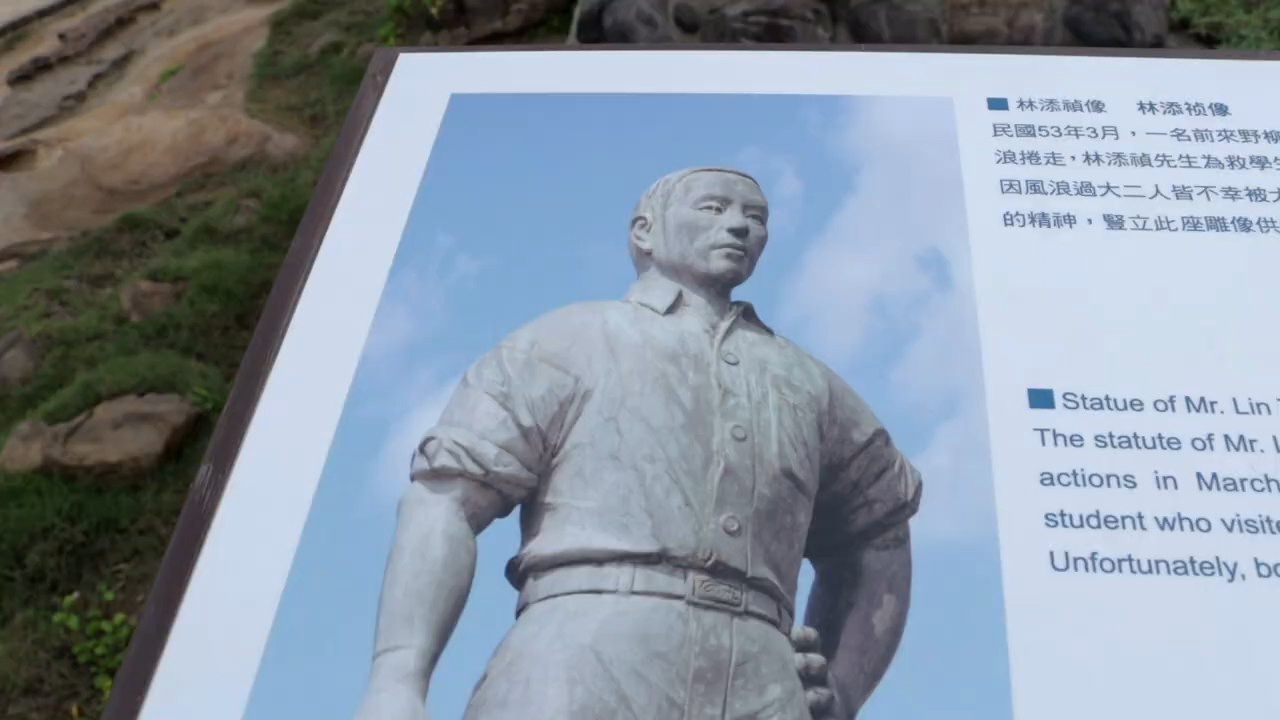 林添禎像 林添祯像
民國53年3月，一名前來野柳
浪捲走，林添禎先生為救學生
因風浪過大二人皆不幸被大
的精神，豎立此座雕像供
Statue of Mr. Lin
The statute of Mr.
actions in March
student who
Unfortunately,